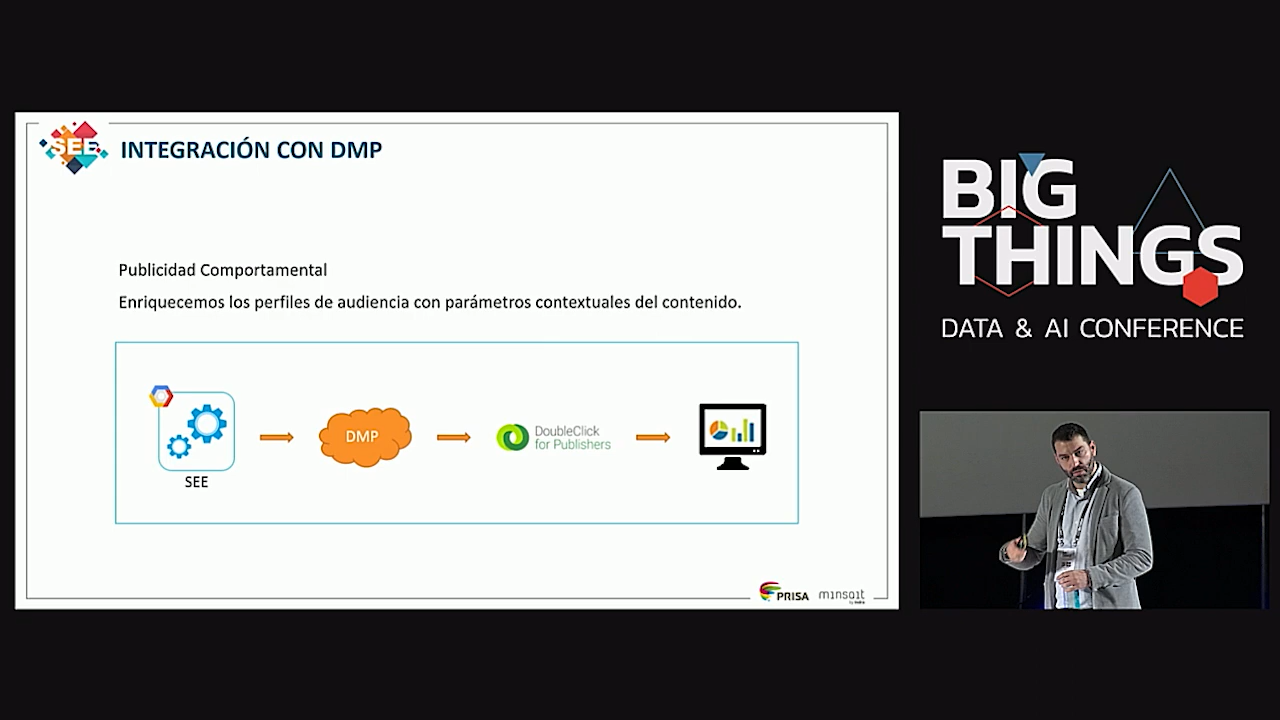 SEE
INTEGRACIÓN CON DMP
Publicidad Comportamental
Enriquecemos los perfiles de audiencia con parámetros contextuales del contenido.
SEE
DMP
DoubleClick
for Publishers
PRISA
minsait
BIG
THINGS
DATA & AI CONFERENCE